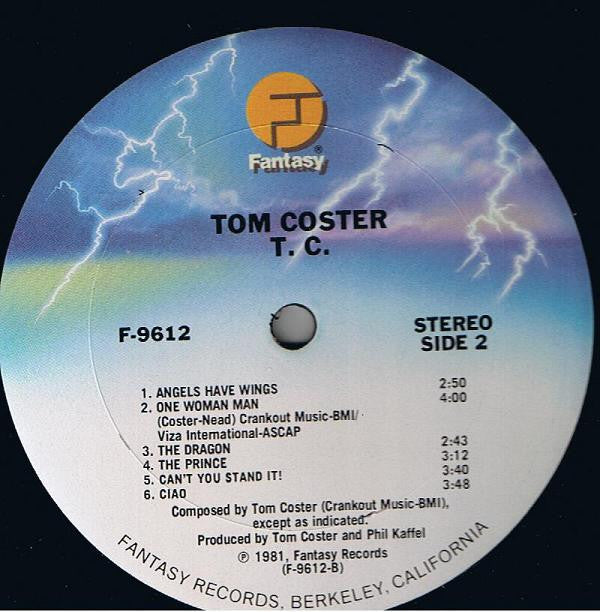 Fantasy®
TOM COSTER
T. C.
F-9612
STEREO
SIDE 2
1. ANGELS HAVE WINGS 2:50
2. ONE WOMAN MAN 4:00
(Coster-Nead) Crankout Music-BMI/
Viza International-ASCAP
3. THE DRAGON 2:43
4. THE PRINCE 3:12
5. CAN'T YOU STAND IT! 3:40
6. CIAO 3:48
Composed by Tom Coster (Crankout Music-BMI),
except as indicated.
Produced by Tom Coster and Phil Kaffel
℗ 1981, Fantasy Records
(F-9612-B)
FANTASY RECORDS, BERKELEY, CALIFORNIA